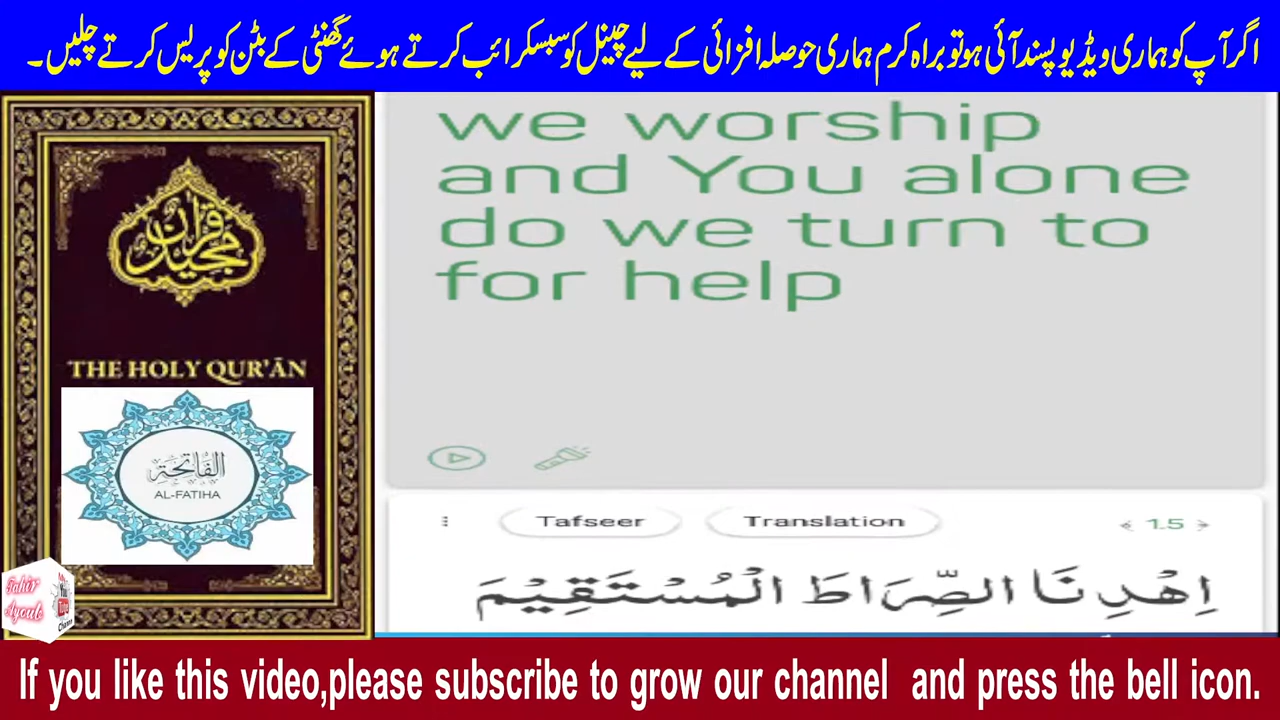 اگر آپ کو ہماری ویڈیو پسند آئی ہو تو براہ کرم ہماری حوصلہ افزائی کے لیے چینل کو سبسکرائب کرتے ہوئے گھنٹی کے بٹن کو پریس کرتے چلیں۔
قرآن مجید
THE HOLY QUR'ĀN
الفاتحة
AL-FATIHA
Tahir
Ayoub
we worship
and You alone
do we turn to
for help
Tafseer
Translation
1.5
اِهْدِنَا الصِّرَاطَ الْمُسْتَقِيْمَ
If you like this video,please subscribe to grow our channel and press the bell icon.